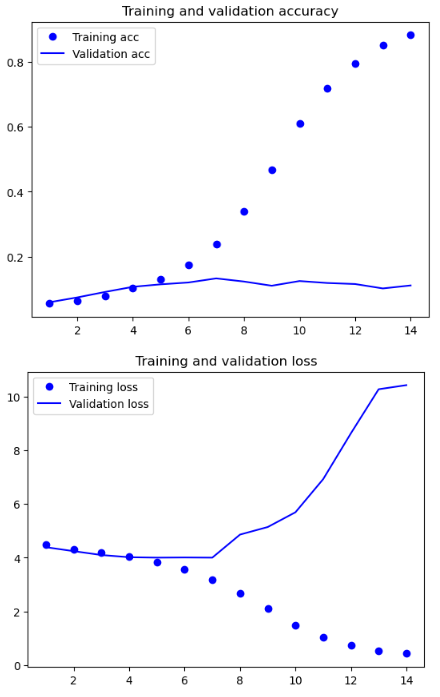 Training and validation accuracy
Training acc
Validation acc
0.8
0.6
0.4
0.2
2 4 6 8 10 12 14
Training and validation loss
Training loss
Validation loss
10
8
6
4
2
0
2 4 6 8 10 12 14